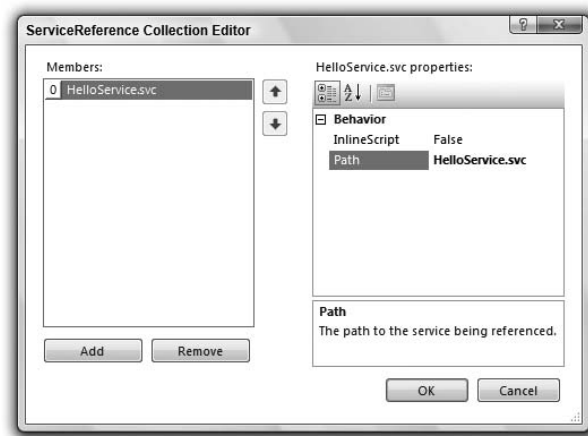 ServiceReference Collection Editor
Members:
0 HelloService.svc
Add
Remove
HelloService.svc properties:
Behavior
InlineScript False
Path HelloService.svc
Path
The path to the service being referenced.
OK
Cancel